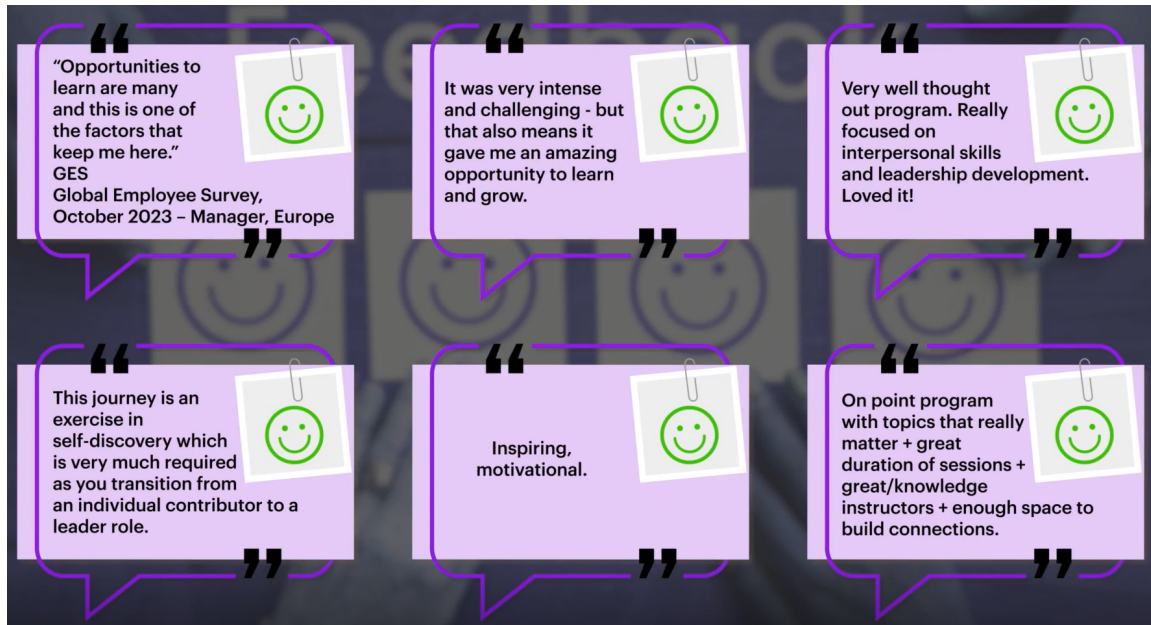 Feedback
“Opportunities to
learn are many
and this is one of
the factors that
keep me here.”
GES
Global Employee Survey,
October 2023 – Manager, Europe
It was very intense
and challenging - but
that also means it
gave me an amazing
opportunity to learn
and grow.
Very well thought
out program. Really
focused on
interpersonal skills
and leadership development.
Loved it!
This journey is an
exercise in
self-discovery which
is very much required
as you transition from
an individual contributor to a
leader role.
Inspiring,
motivational.
On point program
with topics that really
matter + great
duration of sessions +
great/knowledge
instructors + enough space to
build connections.